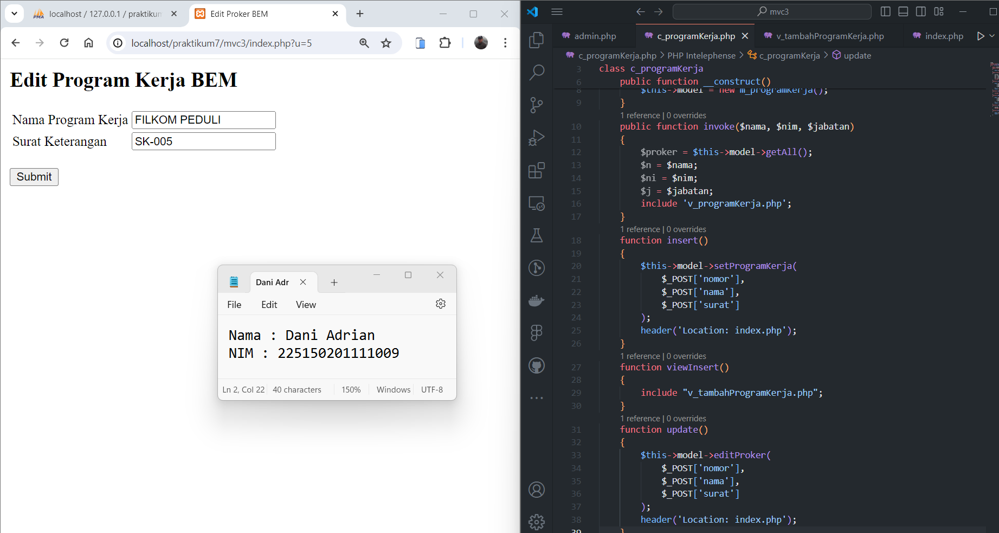 localhost / 127.0.0.1 / praktikum
Edit Proker BEM
localhost/praktikum7/mvc3/index.php?u=5
Edit Program Kerja BEM
Nama Program Kerja FILKOM PEDULI
Surat Keterangan SK-005
Submit
Dani Adr
File Edit View
Nama : Dani Adrian
NIM : 225150201111009
Ln 2, Col 22 40 characters 150% Windows UTF-8
mvc3
admin.php c_programKerja.php v_tambahProgramKerja.php index.php
c_programKerja.php > PHP Intelephense > c_programKerja > update
3 class c_programKerja
6 public function __construct()
8 $this->model = new m_programKerja();
9 }
1 reference | 0 overrides
10 public function invoke($nama, $nim, $jabatan)
11 {
12 $proker = $this->model->getAll();
13 $n = $nama;
14 $ni = $nim;
15 $j = $jabatan;
16 include 'v_programKerja.php';
17 }
1 reference | 0 overrides
18 function insert()
19 {
20 $this->model->setProgramKerja(
21 $_POST['nomor'],
22 $_POST['nama'],
23 $_POST['surat']
24 );
25 header('Location: index.php');
26 }
1 reference | 0 overrides
27 function viewInsert()
28 {
29 include "v_tambahProgramKerja.php";
30 }
1 reference | 0 overrides
31 function update()
32 {
33 $this->model->editProker(
34 $_POST['nomor'],
35 $_POST['nama'],
36 $_POST['surat']
37 );
38 header('Location: index.php');
39 }